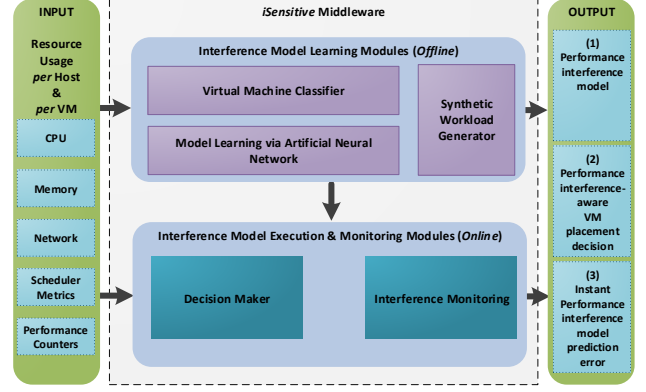 INPUT
Resource
Usage
per Host
&
per VM
CPU
Memory
Network
Scheduler
Metrics
Performance
Counters
iSensitive Middleware
Interference Model Learning Modules (Offline)
Virtual Machine Classifier
Model Learning via Artificial Neural
Network
Synthetic
Workload
Generator
Interference Model Execution & Monitoring Modules (Online)
Decision Maker
Interference Monitoring
OUTPUT
(1)
Performance
interference
model
(2)
Performance
interference-
aware
VM
placement
decision
(3)
Instant
Performance
interference
model
prediction
error